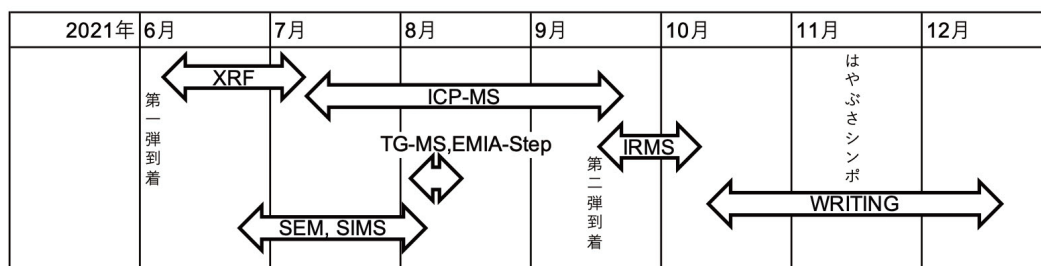 2021年 6月 7月 8月 9月 10月 11月 12月
XRF
ICP-MS
TG-MS,EMIA-Step
IRMS
SEM, SIMS
WRITING
第一弾到着
第二弾到着
はやぶさシンポ